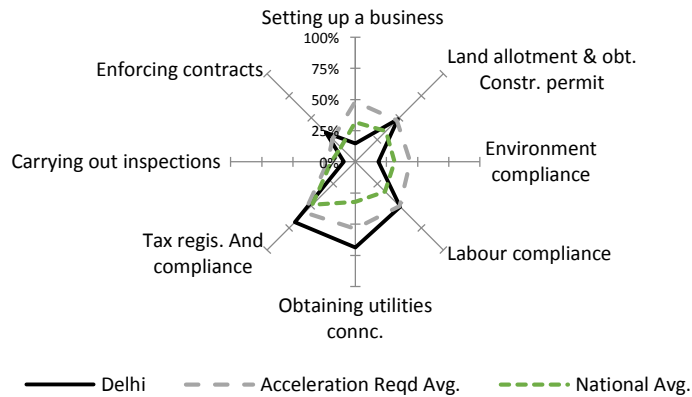 Setting up a business
100%
75%
50%
25%
0%
Land allotment & obt.
Constr. permit
Enforcing contracts
Carrying out inspections
Environment
compliance
Tax regis. And
compliance
Labour compliance
Obtaining utilities
connc.
Delhi
Acceleration Reqd Avg.
National Avg.